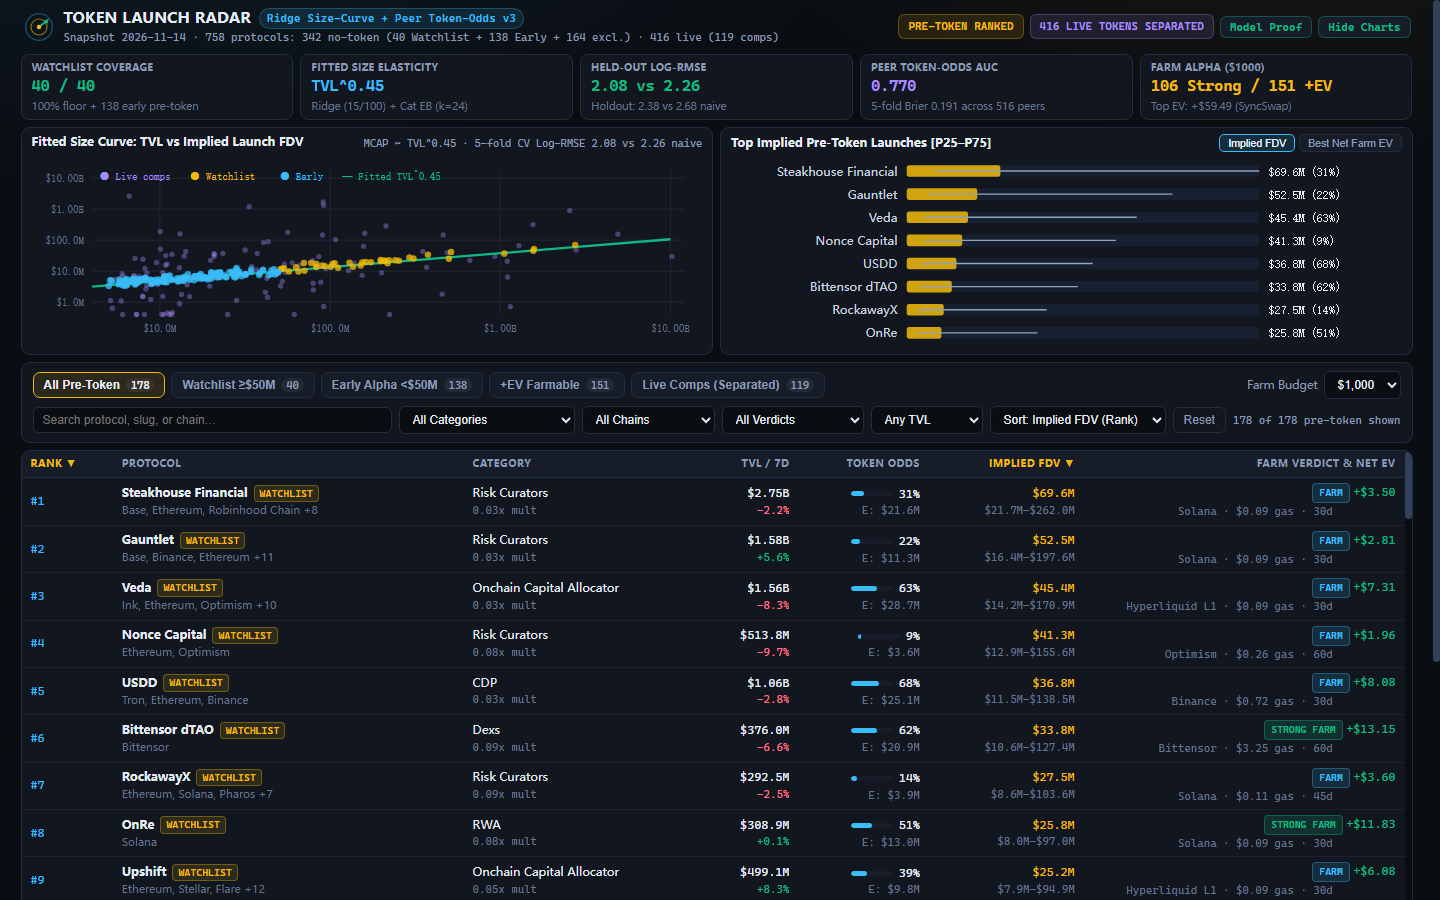 TOKEN LAUNCH RADAR Ridge Size-Curve + Peer Token-Odds v3
Snapshot 2026-11-14 · 758 protocols: 342 no-token (40 Watchlist + 138 Early + 164 excl.) · 416 live (119 comps)
PRE-TOKEN RANKED 416 LIVE TOKENS SEPARATED Model Proof Hide Charts
WATCHLIST COVERAGE
40 / 40
100% floor + 138 early pre-token
FITTED SIZE ELASTICITY
TVL^0.45
Ridge (15/100) + Cat EB (k=24)
HELD-OUT LOG-RMSE
2.08 vs 2.26
Holdout: 2.38 vs 2.68 naive
PEER TOKEN-ODDS AUC
0.770
5-fold Brier 0.191 across 516 peers
FARM ALPHA ($1000)
106 Strong / 151 +EV
Top EV: +$59.49 (SyncSwap)
Fitted Size Curve: TVL vs Implied Launch FDV
MCAP ~ TVL^0.45 · 5-fold CV Log-RMSE 2.08 vs 2.26 naive
Live comps Watchlist Early Fitted TVL^0.45
$10.00B
$1.00B
$100.0M
$10.0M
$1.0M
$10.0M $100.0M $1.00B $10.00B
Top Implied Pre-Token Launches [P25–P75]
Implied FDV Best Net Farm EV
Steakhouse Financial $69.6M (31%)
Gauntlet $52.5M (22%)
Veda $45.4M (63%)
Nonce Capital $41.3M (9%)
USDD $36.8M (68%)
Bittensor dTAO $33.8M (62%)
RockawayX $27.5M (14%)
OnRe $25.8M (51%)
All Pre-Token 178 Watchlist ≥$50M 40 Early Alpha <$50M 138 +EV Farmable 151 Live Comps (Separated) 119
Farm Budget $1,000
Search protocol, slug, or chain... All Categories All Chains All Verdicts Any TVL Sort: Implied FDV (Rank) Reset 178 of 178 pre-token shown
RANK ▼ PROTOCOL CATEGORY TVL / 7D TOKEN ODDS IMPLIED FDV ▼ FARM VERDICT & NET EV
#1 Steakhouse Financial WATCHLIST Risk Curators $2.75B 31% $69.6M FARM +$3.50
Base, Ethereum, Robinhood Chain +8 0.03x mult −2.2% E: $21.6M $21.7M–$262.0M Solana · $0.09 gas · 30d
#2 Gauntlet WATCHLIST Risk Curators $1.58B 22% $52.5M FARM +$2.81
Base, Binance, Ethereum +11 0.03x mult +5.6% E: $11.3M $16.4M–$197.6M Solana · $0.09 gas · 30d
#3 Veda WATCHLIST Onchain Capital Allocator $1.56B 63% $45.4M FARM +$7.31
Ink, Ethereum, Optimism +10 0.03x mult −8.3% E: $28.7M $14.2M–$170.9M Hyperliquid L1 · $0.09 gas · 30d
#4 Nonce Capital WATCHLIST Risk Curators $513.8M 9% $41.3M FARM +$1.96
Ethereum, Optimism 0.08x mult −9.7% E: $3.6M $12.9M–$155.6M Optimism · $0.26 gas · 60d
#5 USDD WATCHLIST CDP $1.06B 68% $36.8M FARM +$8.08
Tron, Ethereum, Binance 0.03x mult −2.8% E: $25.1M $11.5M–$138.5M Binance · $0.72 gas · 30d
#6 Bittensor dTAO WATCHLIST Dexs $376.0M 62% $33.8M STRONG FARM +$13.15
Bittensor 0.09x mult −6.6% E: $20.9M $10.6M–$127.4M Bittensor · $3.25 gas · 60d
#7 RockawayX WATCHLIST Risk Curators $292.5M 14% $27.5M FARM +$3.60
Ethereum, Solana, Pharos +7 0.09x mult −2.5% E: $3.9M $8.6M–$103.6M Solana · $0.11 gas · 45d
#8 OnRe WATCHLIST RWA $308.9M 51% $25.8M STRONG FARM +$11.83
Solana 0.08x mult +0.1% E: $13.0M $8.0M–$97.0M Solana · $0.09 gas · 30d
#9 Upshift WATCHLIST Onchain Capital Allocator $499.1M 39% $25.2M FARM +$6.08
Ethereum, Stellar, Flare +12 0.05x mult +8.3% E: $9.8M $7.9M–$94.9M Hyperliquid L1 · $0.09 gas · 30d